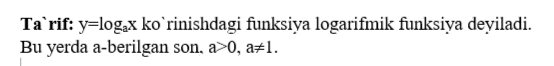 Ta`rif: y=logₐx ko`rinishdagi funksiya logarifmik funksiya deyiladi.
Bu yerda a-berilgan son, a>0, a≠1.